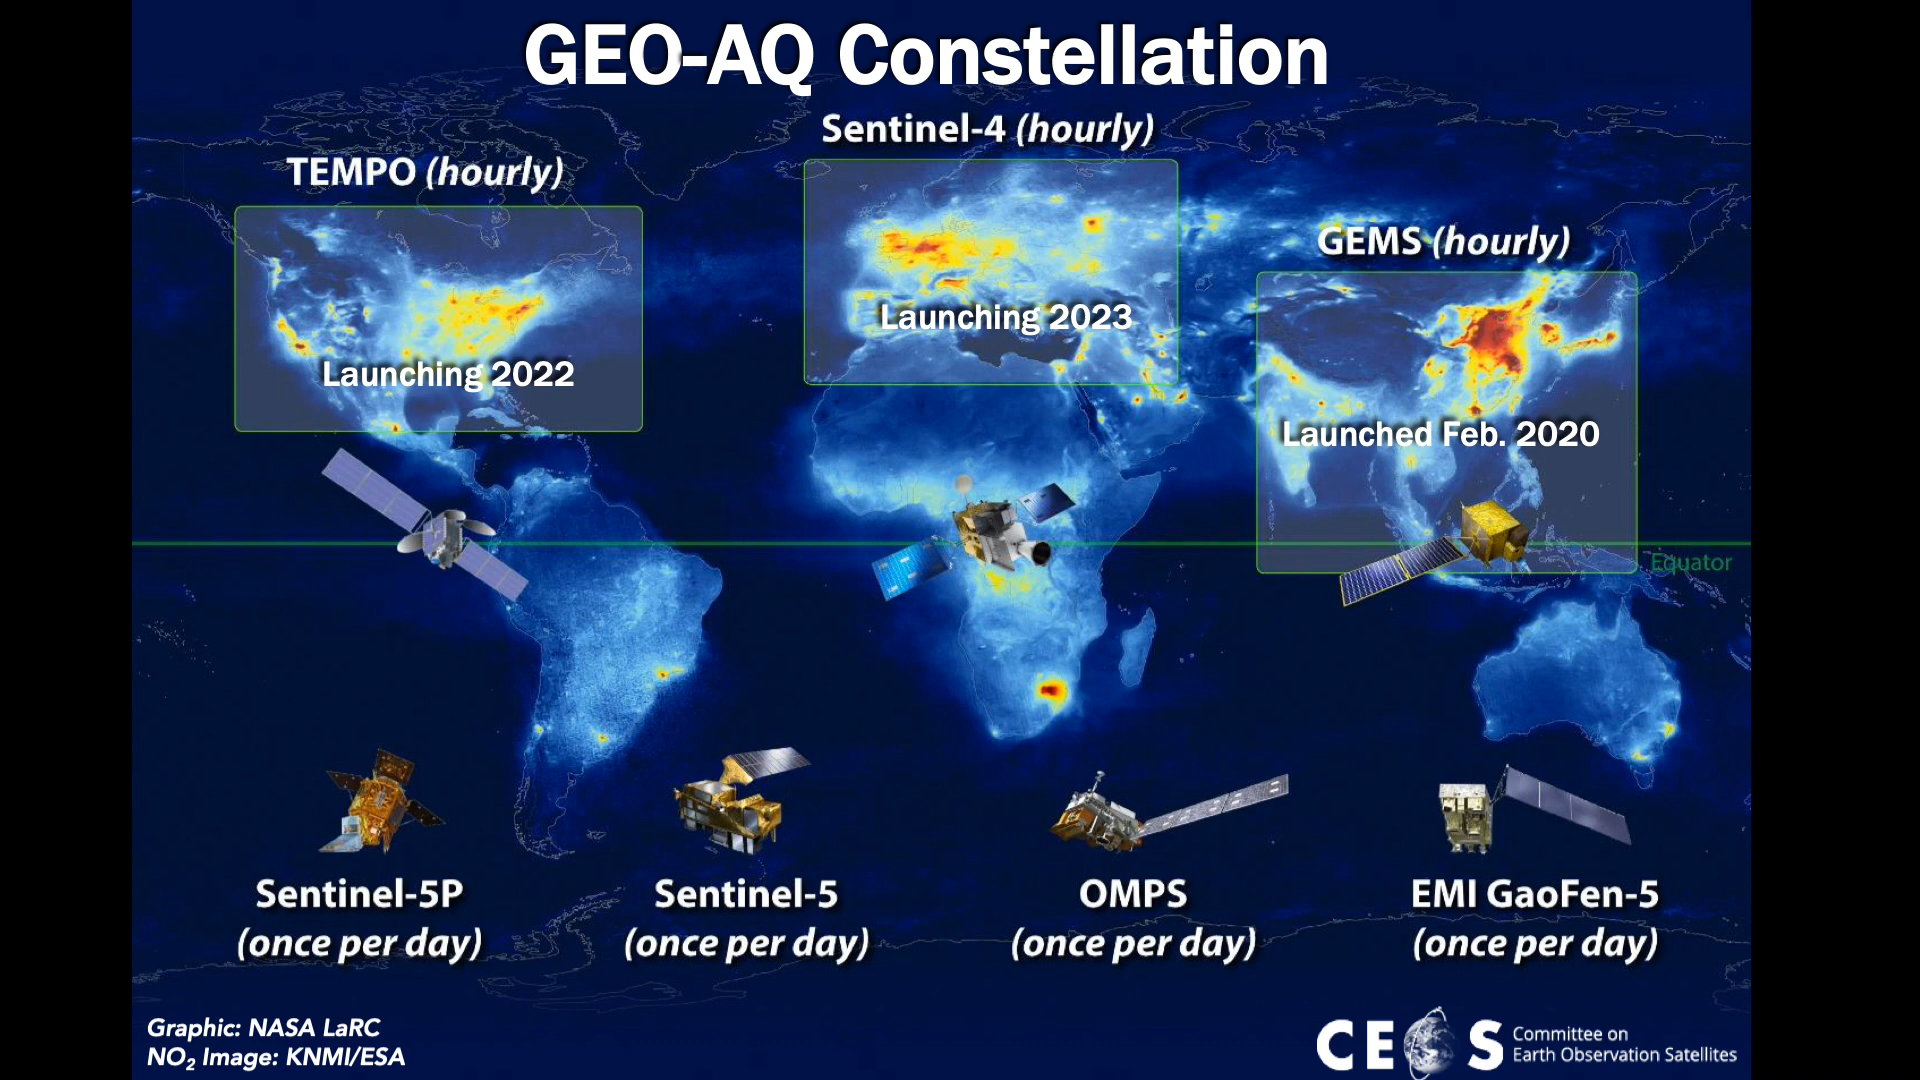 GEO-AQ Constellation
Sentinel-4 (hourly)
TEMPO (hourly)
GEMS (hourly)
Launching 2023
Launching 2022
Launched Feb. 2020
Equator
Sentinel-5P
(once per day)
Sentinel-5
(once per day)
OMPS
(once per day)
EMI GaoFen-5
(once per day)
Graphic: NASA LaRC
NO₂ Image: KNMI/ESA
CEOS
Committee on
Earth Observation Satellites